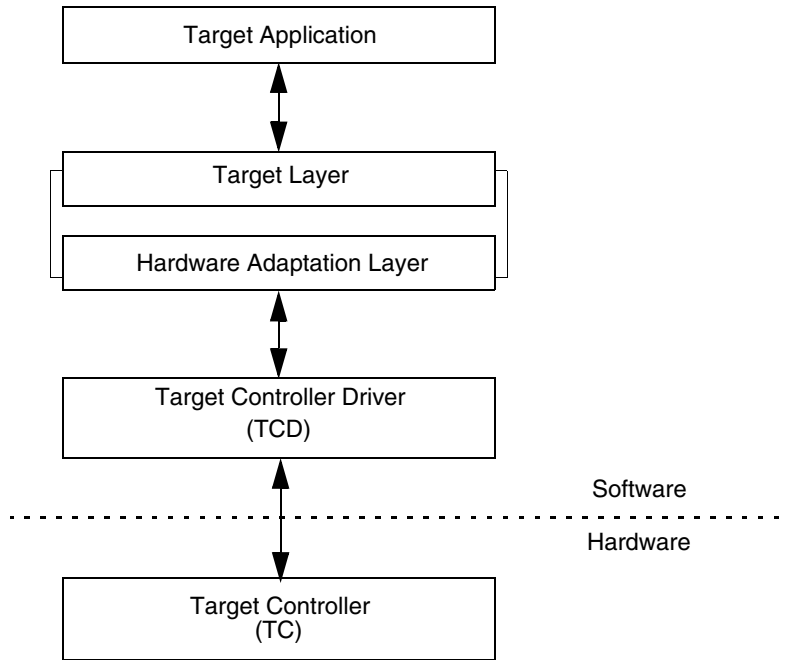 Target Application
Target Layer
Hardware Adaptation Layer
Target Controller Driver
(TCD)
Software
Hardware
Target Controller
(TC)